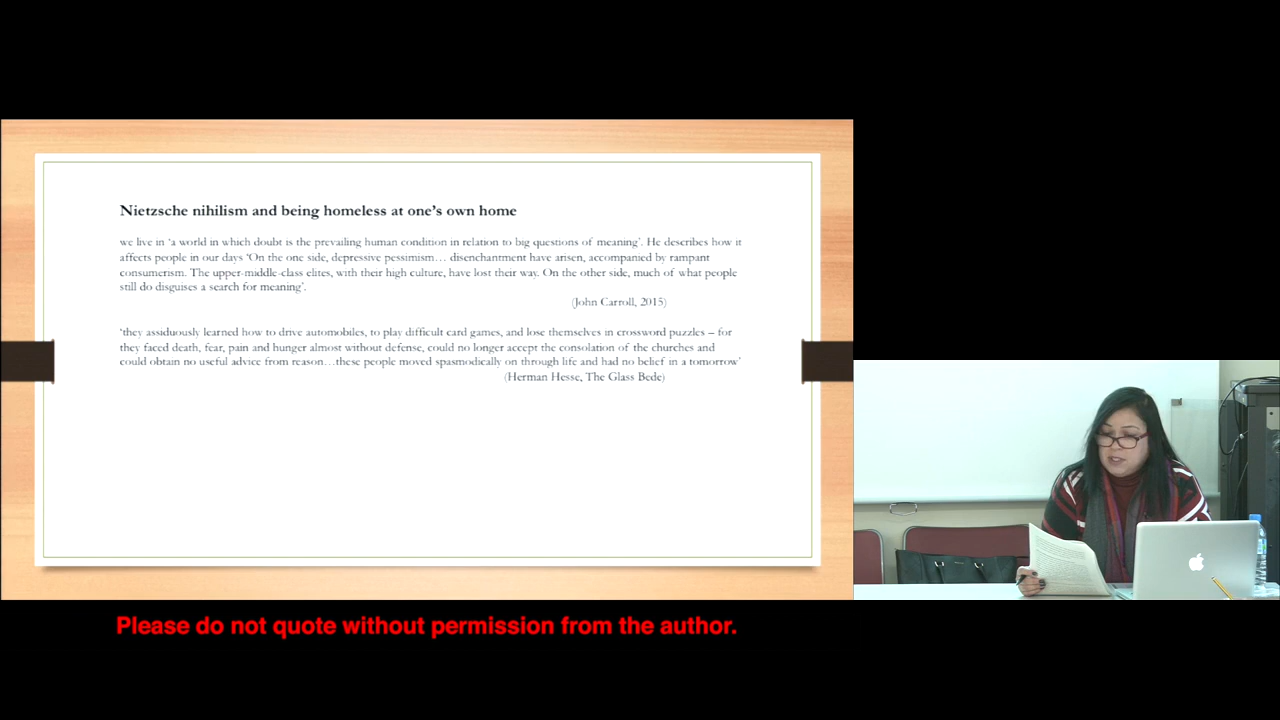 Nietzsche nihilism and being homeless at one's own home
we live in 'a world in which doubt is the prevailing human condition in relation to big questions of meaning'. He describes how it
affects people in our days 'On the one side, depressive pessimism… disenchantment have arisen, accompanied by rampant
consumerism. The upper-middle-class elites, with their high culture, have lost their way. On the other side, much of what people
still do disguises a search for meaning'.
(John Carroll, 2015)
'they assiduously learned how to drive automobiles, to play difficult card games, and lose themselves in crossword puzzles – for
they faced death, fear, pain and hunger almost without defense, could no longer accept the consolation of the churches and
could obtain no useful advice from reason…these people moved spasmodically on through life and had no belief in a tomorrow'
(Herman Hesse, The Glass Bede)
Please do not quote without permission from the author.